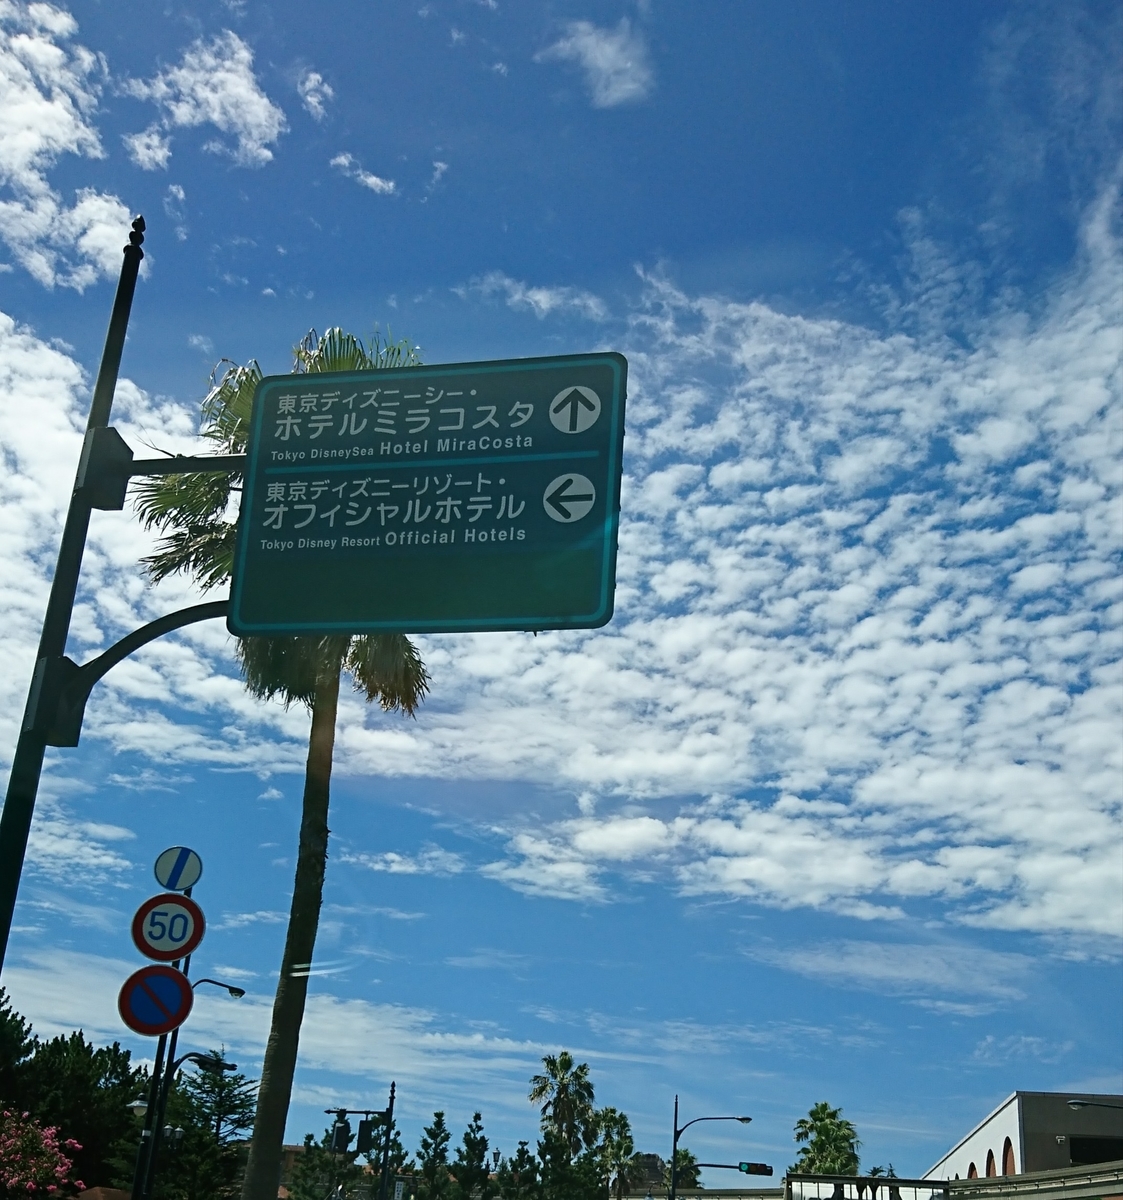 東京ディズニーシー・
ホテルミラコスタ
Tokyo DisneySea Hotel MiraCosta
東京ディズニーリゾート・
オフィシャルホテル
Tokyo Disney Resort Official Hotels
50